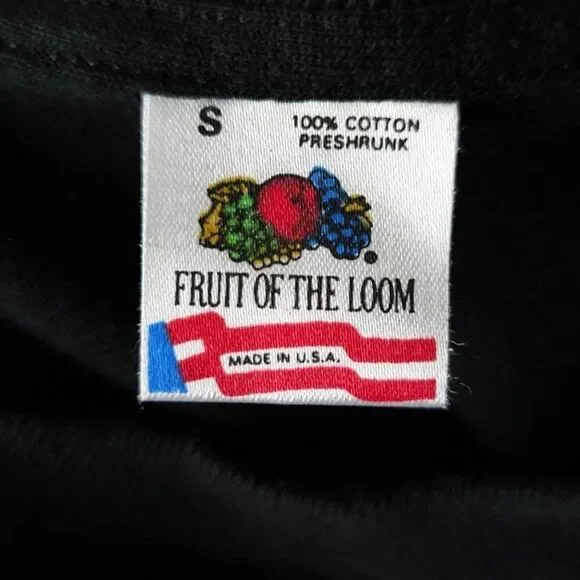 S
100% COTTON
PRESHRUNK
FRUIT OF THE LOOM
MADE IN U.S.A.